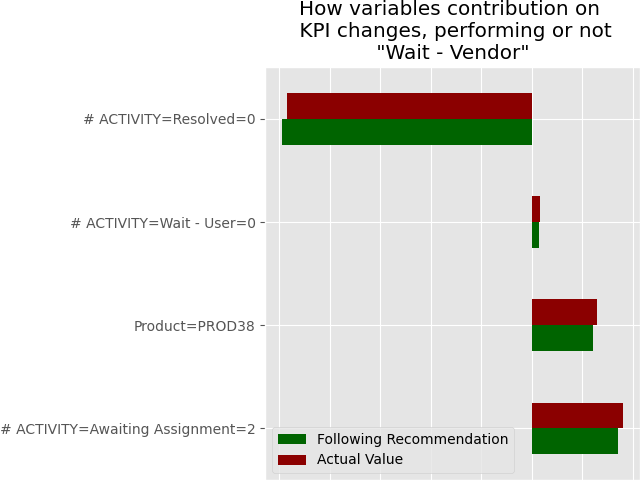 How variables contribution on
KPI changes, performing or not
"Wait - Vendor"
# ACTIVITY=Resolved=0
# ACTIVITY=Wait - User=0
Product=PROD38
# ACTIVITY=Awaiting Assignment=2
Following Recommendation
Actual Value